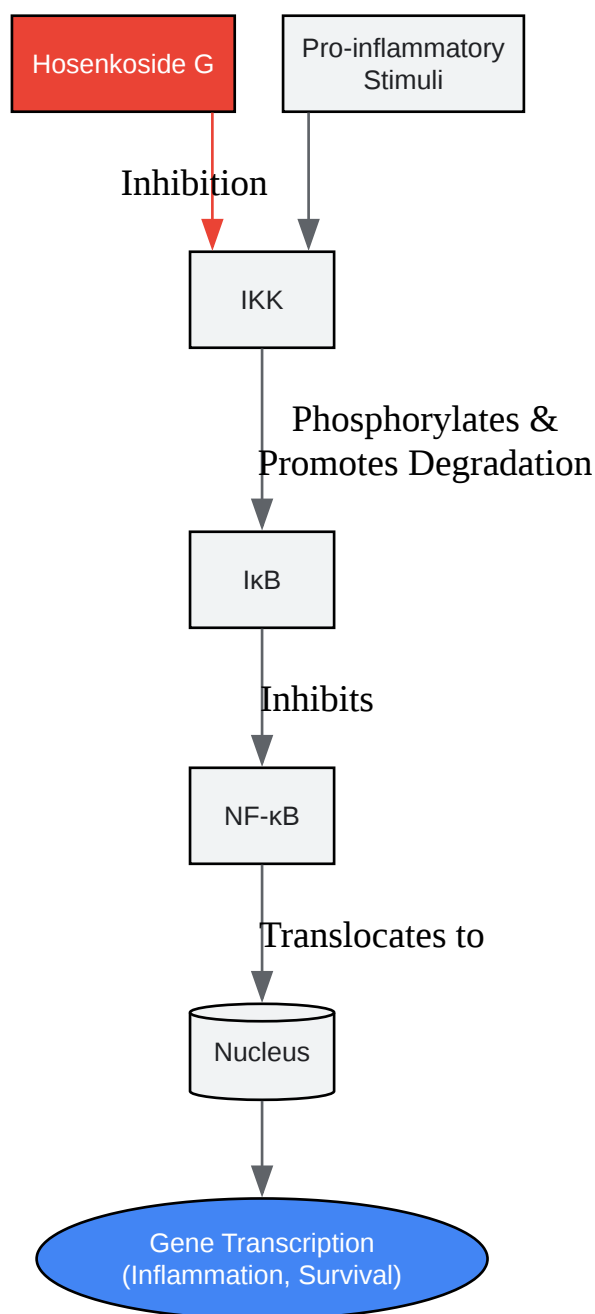 Hosenkoside G
Pro-inflammatory
Stimuli
Inhibition
IKK
Phosphorylates &
Promotes Degradation
IκB
Inhibits
NF-κB
Translocates to
Nucleus
Gene Transcription
(Inflammation, Survival)